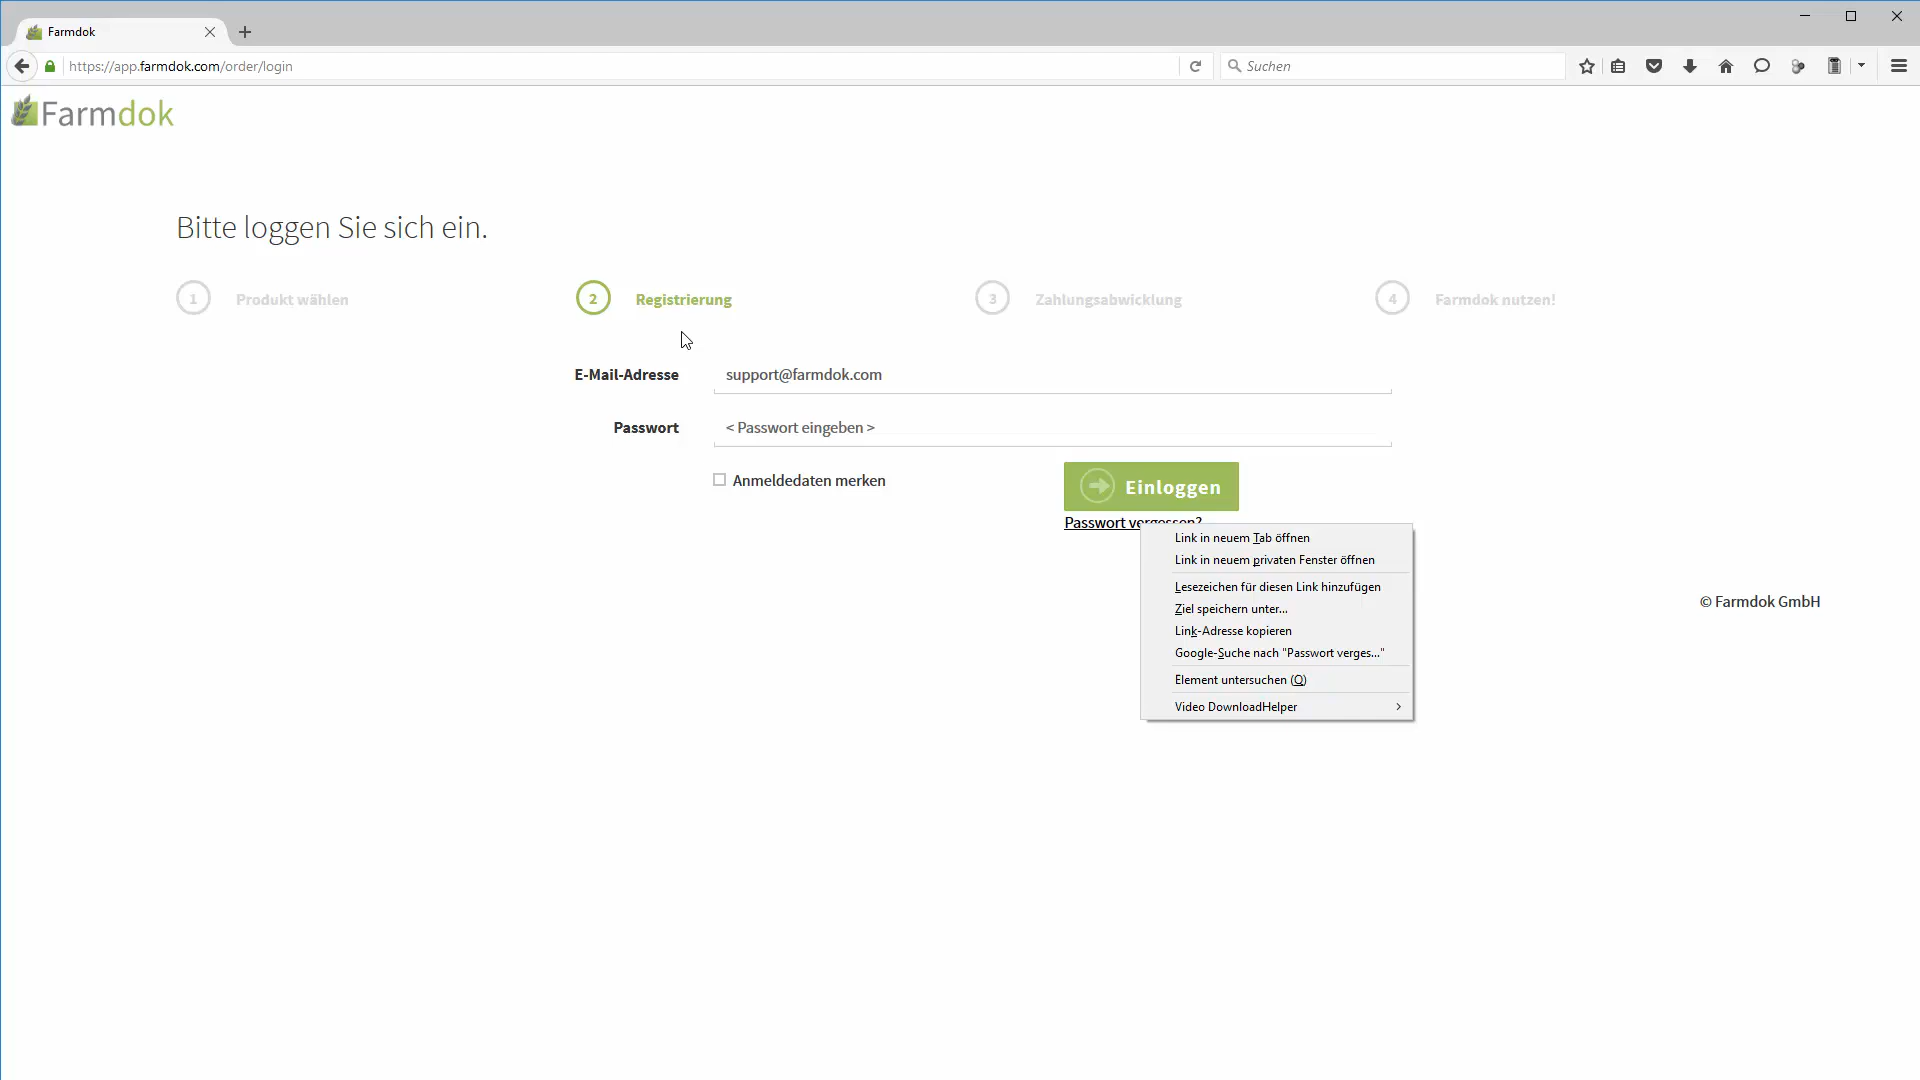 Farmdok
https://app.farmdok.com/order/login
Suchen
Farmdok
Bitte loggen Sie sich ein.
1 Produkt wählen
2 Registrierung
3 Zahlungsabwicklung
4 Farmdok nutzen!
E-Mail-Adresse support@farmdok.com
Passwort < Passwort eingeben >
Anmeldedaten merken
Einloggen
Passwort vergessen?
Link in neuem Tab öffnen
Link in neuem privaten Fenster öffnen
Lesezeichen für diesen Link hinzufügen
Ziel speichern unter...
Link-Adresse kopieren
Google-Suche nach "Passwort verges..."
Element untersuchen (Q)
Video DownloadHelper
© Farmdok GmbH